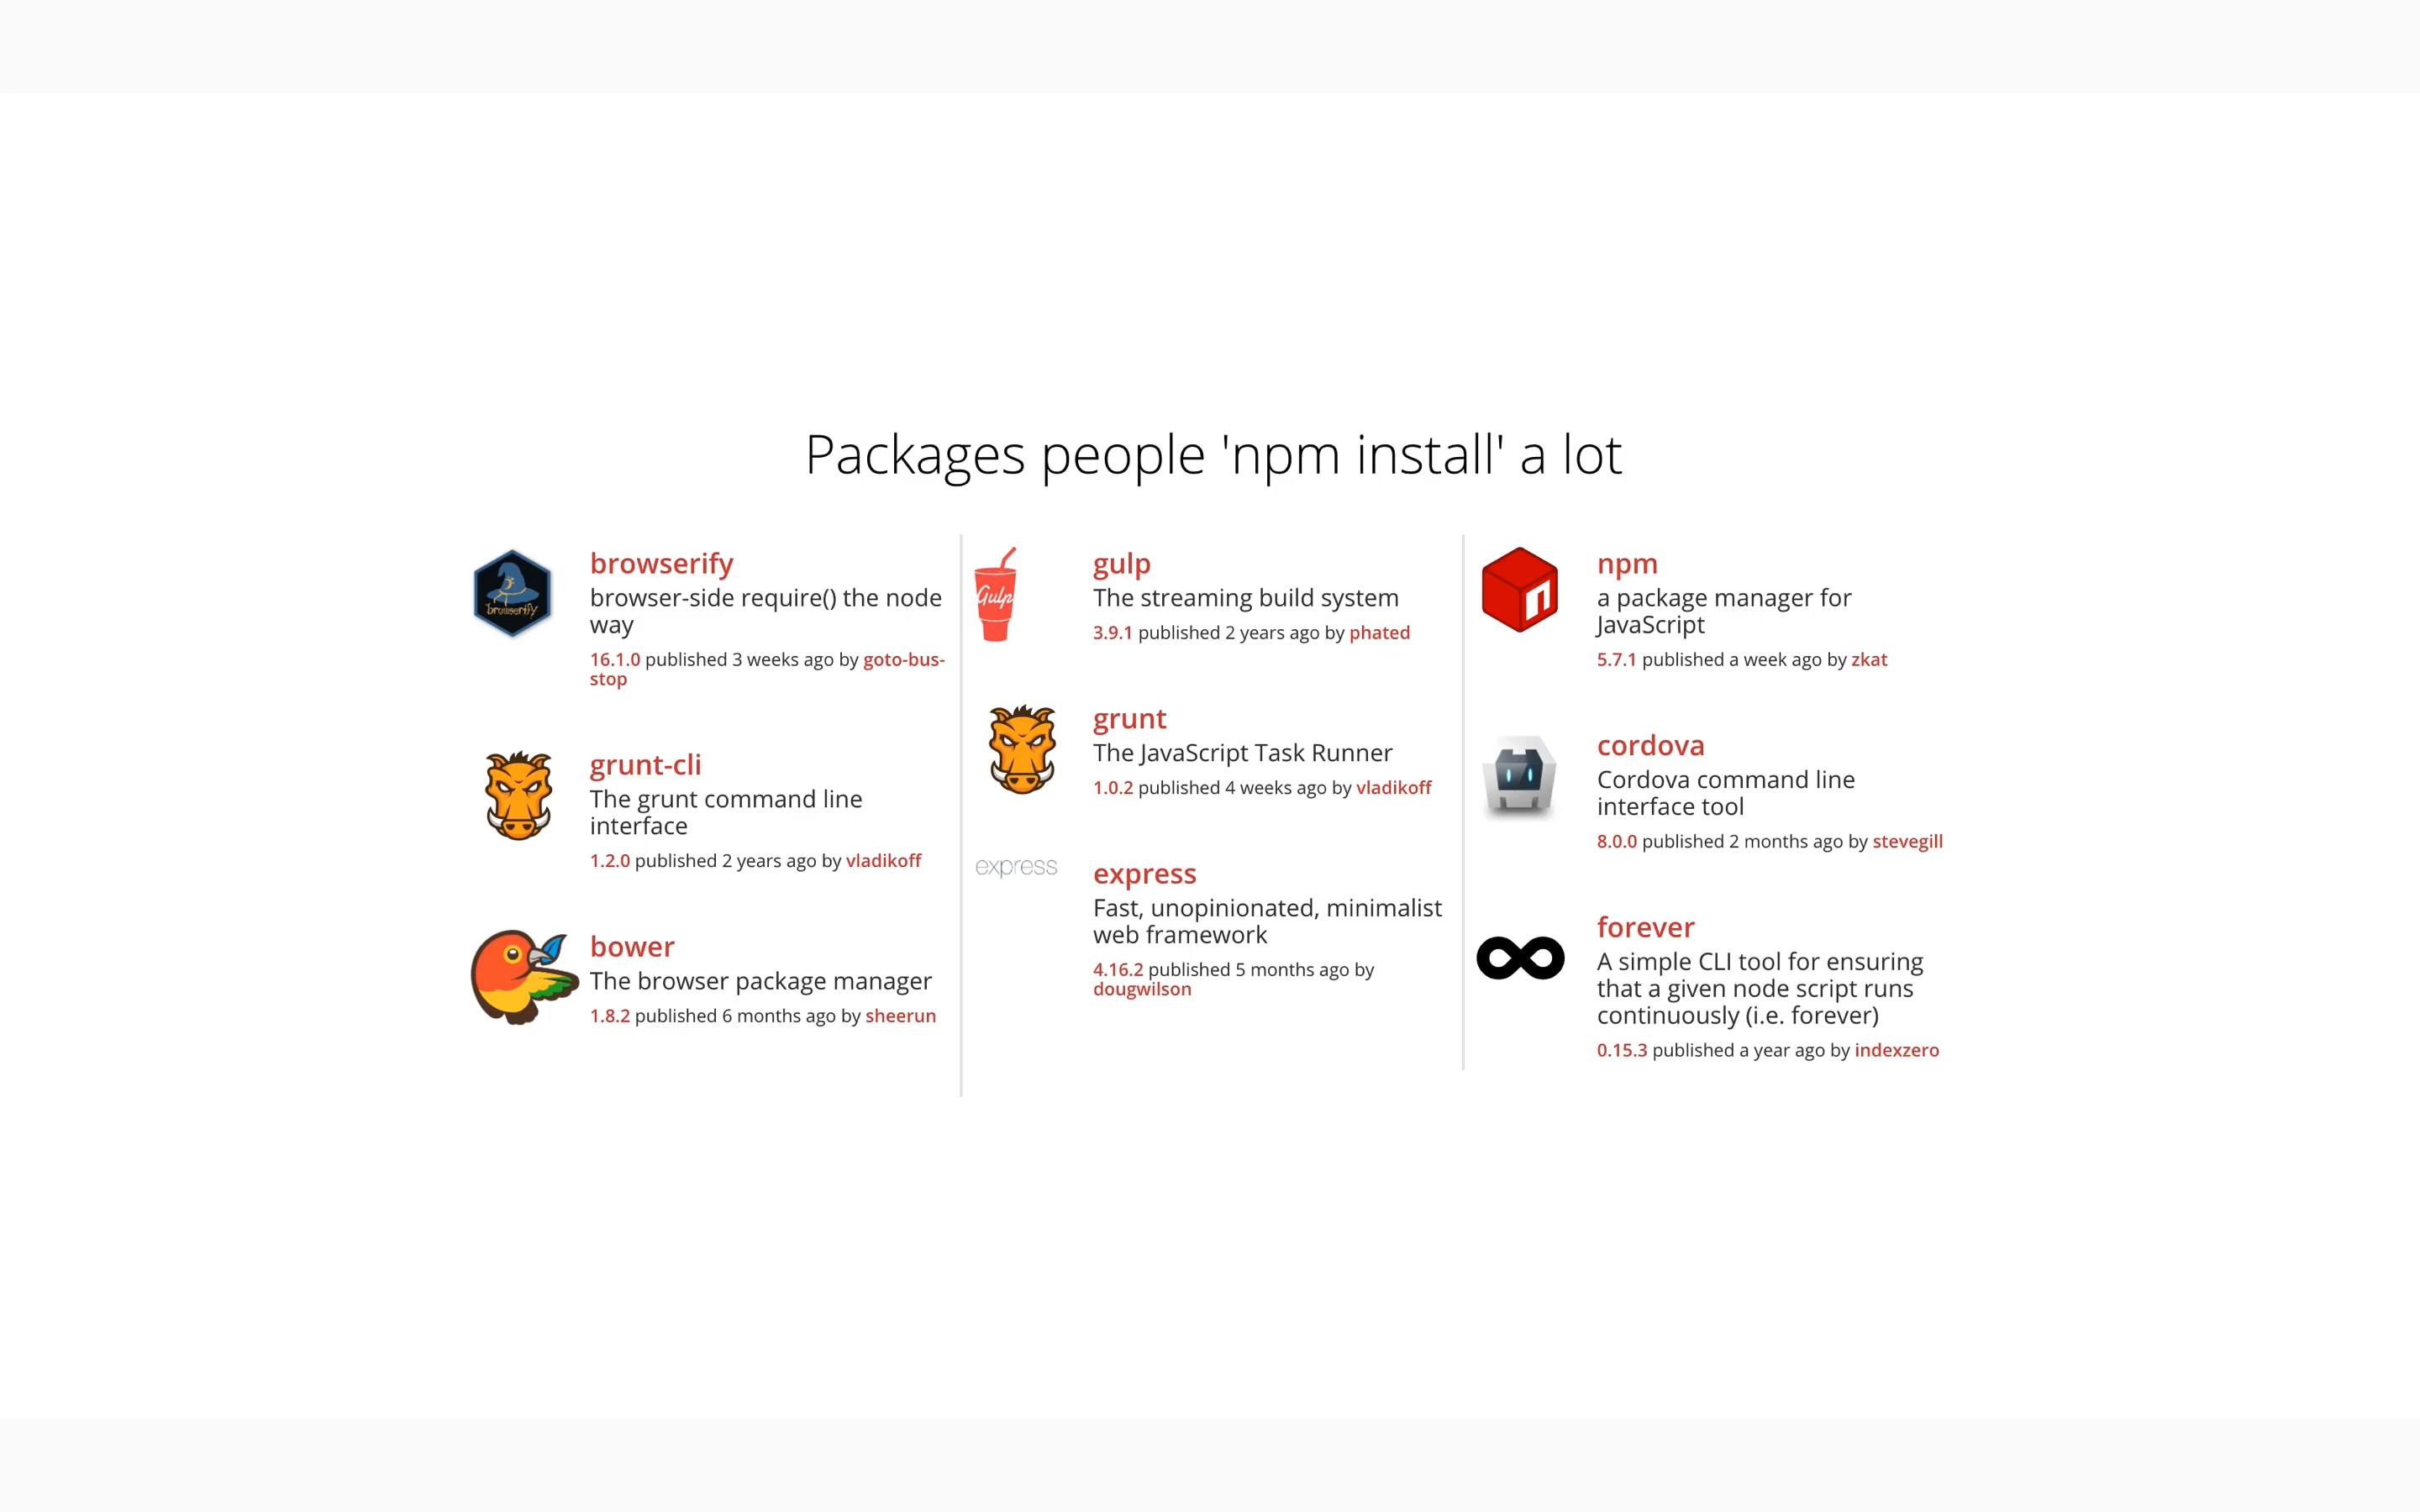 Packages people 'npm install' a lot
browserify
browserify
browser-side require() the node
way
16.1.0 published 3 weeks ago by goto-bus-
stop
grunt-cli
The grunt command line
interface
1.2.0 published 2 years ago by vladikoff
bower
The browser package manager
1.8.2 published 6 months ago by sheerun
Gulp
gulp
The streaming build system
3.9.1 published 2 years ago by phated
grunt
The JavaScript Task Runner
1.0.2 published 4 weeks ago by vladikoff
express
express
Fast, unopinionated, minimalist
web framework
4.16.2 published 5 months ago by
dougwilson
n
npm
a package manager for
JavaScript
5.7.1 published a week ago by zkat
cordova
Cordova command line
interface tool
8.0.0 published 2 months ago by stevegill
forever
A simple CLI tool for ensuring
that a given node script runs
continuously (i.e. forever)
0.15.3 published a year ago by indexzero